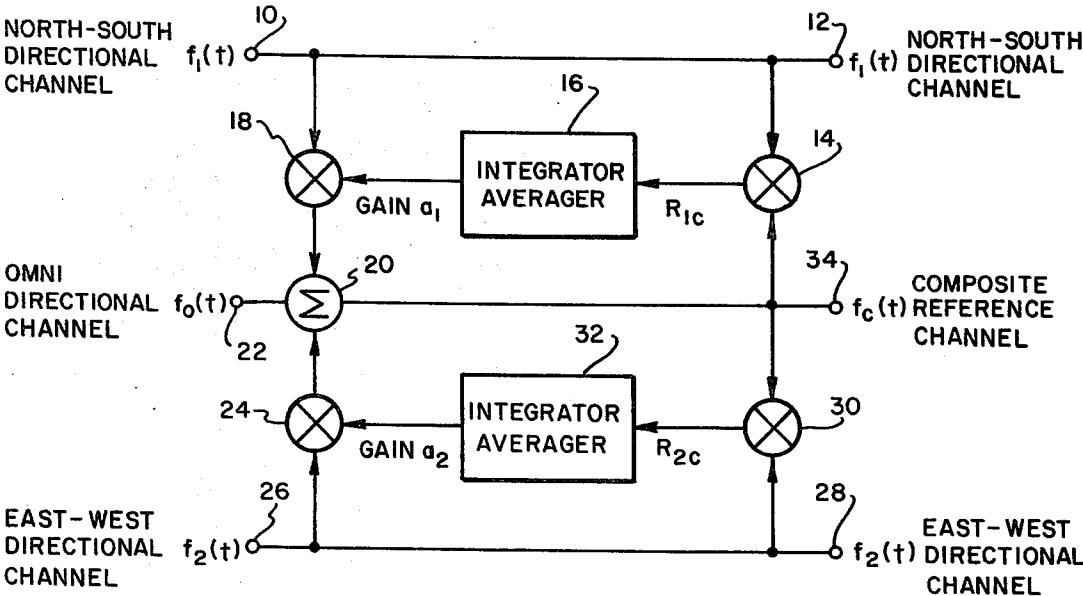 NORTH-SOUTH
DIRECTIONAL
CHANNEL
f₁(t)
10
12
f₁(t)
NORTH-SOUTH
DIRECTIONAL
CHANNEL
16
18
14
INTEGRATOR
AVERAGER
GAIN a₁
R₁c
OMNI
DIRECTIONAL
CHANNEL
f₀(t)
22
20
Σ
34
f_c(t)
COMPOSITE
REFERENCE
CHANNEL
32
24
30
INTEGRATOR
AVERAGER
GAIN a₂
R₂c
EAST-WEST
DIRECTIONAL
CHANNEL
26
f₂(t)
28
f₂(t)
EAST-WEST
DIRECTIONAL
CHANNEL